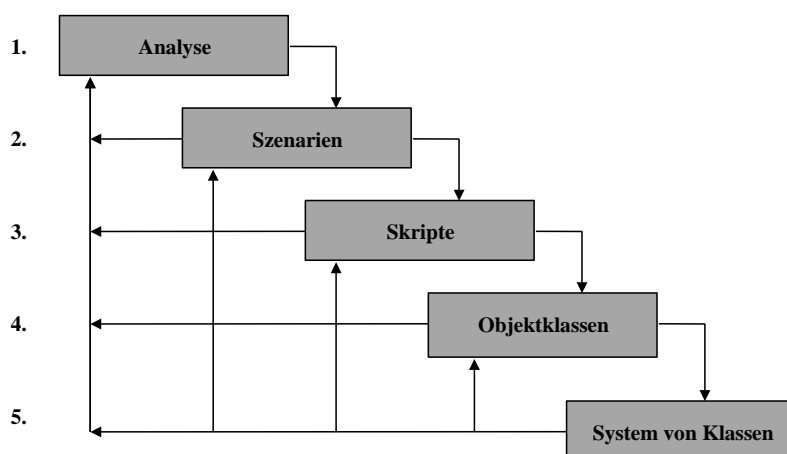 1. Analyse
2. Szenarien
3. Skripte
4. Objektklassen
5. System von Klassen